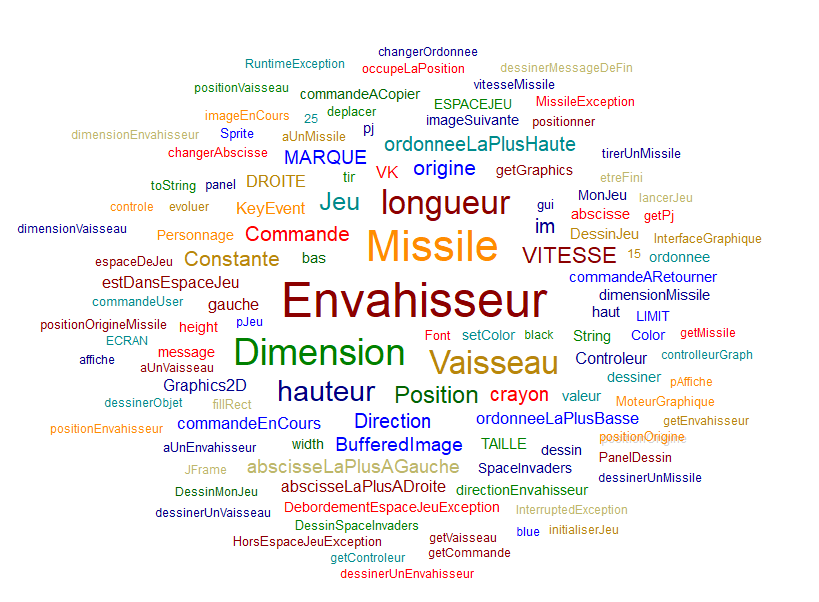 changerOrdonnee
RuntimeException occupeLaPosition dessinerMessageDeFin
positionVaisseau commandeACopier vitesseMissile
imageEnCours 25 deplacer ESPACEJEU MissileException
dimensionEnvahisseur Sprite aUnMissile pj imageSuivante positionner
changerAbscisse MARQUE ordonneeLaPlusHaute tirerUnMissile
toString panel DROITE tir VK origine getGraphics etreFini
controle evoluer KeyEvent Jeu longueur gui MonJeu lancerJeu
dimensionVaisseau Personnage Commande Missile im abscisse getPj
DessinJeu InterfaceGraphique
espaceDeJeu Constante bas VITESSE 15 ordonnee
estDansEspaceJeu commandeARetourner
commandeUser gauche Envahisseur dimensionMissile
positionOrigineMissile height pJeu haut LIMIT
ECRAN Font setColor black String Color getMissile
affiche message Dimension Vaisseau Controleur controlleurGraph
aUnVaisseau
Graphics2D hauteur Position crayon valeur dessiner pAffiche
dessinerObjet fillRect MoteurGraphique
positionEnvahisseur commandeEnCours Direction ordonneeLaPlusBasse getEnvahisseur
aUnEnvahisseur width BufferedImage TAILLE dessin positionOrigine
JFrame abscisseLaPlusAGauche SpaceInvaders PanelDessin
DessinMonJeu abscisseLaPlusADroite directionEnvahisseur dessinerUnMissile
dessinerUnVaisseau DebordementEspaceJeuException InterruptedException
DessinSpaceInvaders blue initialiserJeu
HorsEspaceJeuException getVaisseau
getControleur getCommande
dessinerUnEnvahisseur